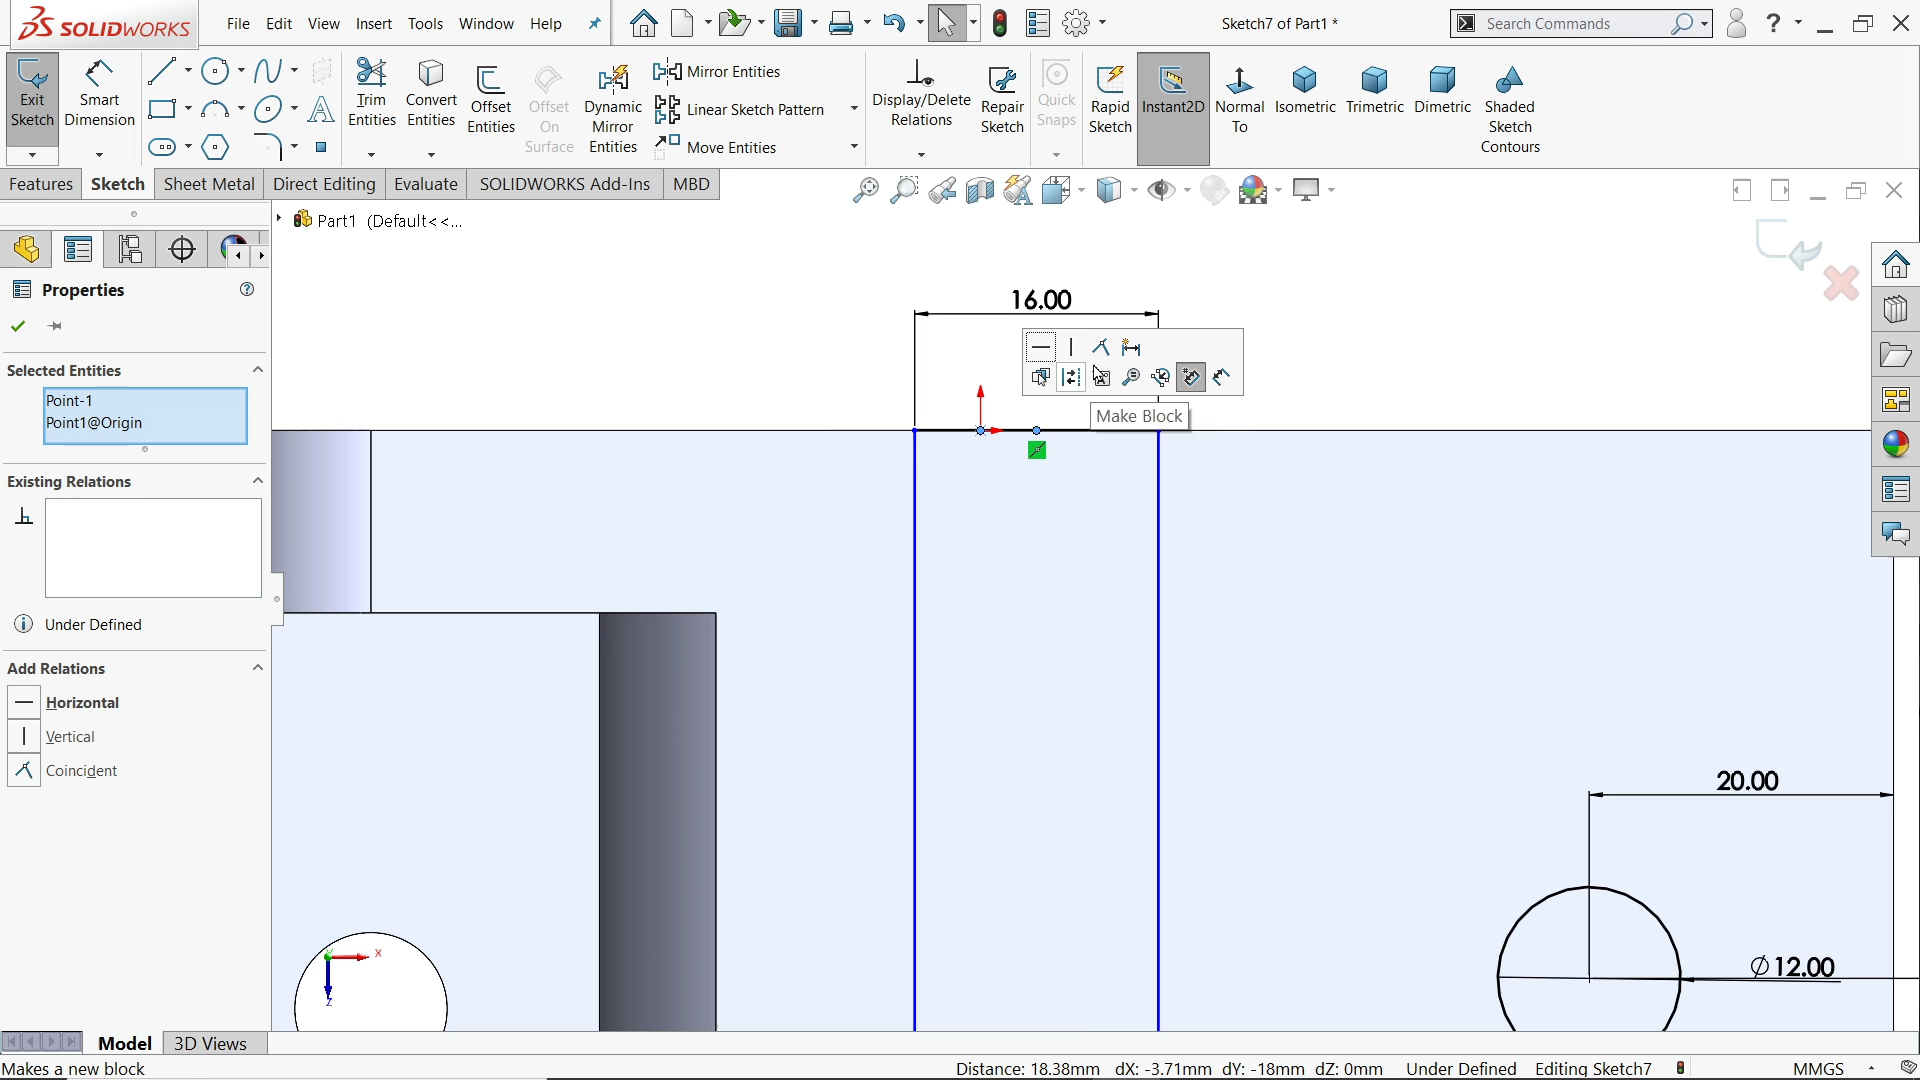 SOLIDWORKS
File Edit View Insert Tools Window Help
Sketch7 of Part1 *
Search Commands
Exit Sketch
Smart Dimension
Trim Entities
Convert Entities
Offset Entities
Offset On Surface
Dynamic Mirror Entities
Mirror Entities
Linear Sketch Pattern
Move Entities
Display/Delete Relations
Repair Sketch
Quick Snaps
Rapid Sketch
Instant2D
Normal To
Isometric
Trimetric
Dimetric
Shaded Sketch Contours
Features Sketch Sheet Metal Direct Editing Evaluate SOLIDWORKS Add-Ins MBD
Part1 (Default<<...
Properties
Selected Entities
Point-1
Point1@Origin
Existing Relations
Under Defined
Add Relations
Horizontal
Vertical
Coincident
16.00
Make Block
20.00
Ø12.00
X
Y
Z
Model 3D Views
Makes a new block
Distance: 18.38mm dX: -3.71mm dY: -18mm dZ: 0mm Under Defined Editing Sketch7 MMGS